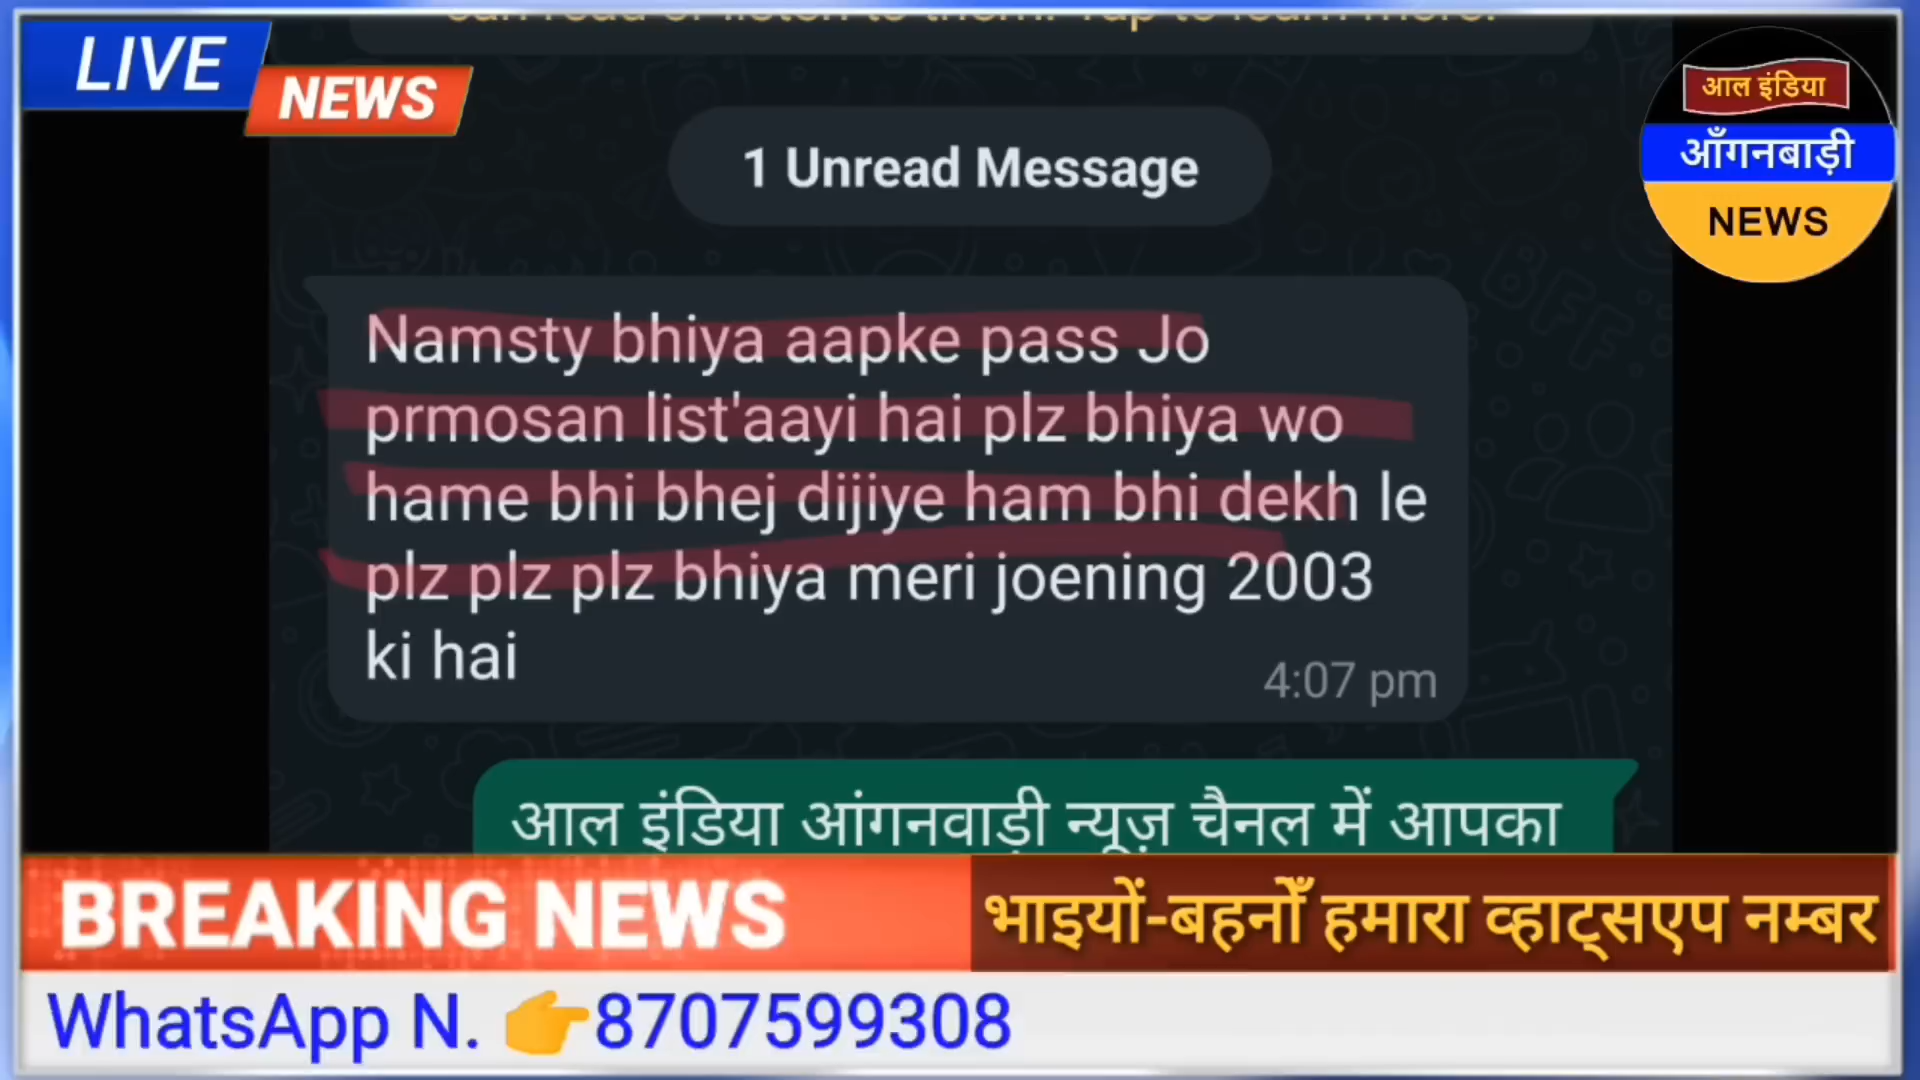 LIVE
NEWS
आल इंडिया
आँगनबाड़ी
NEWS
1 Unread Message
Namsty bhiya aapke pass Jo
prmosan list'aayi hai plz bhiya wo
hame bhi bhej dijiye ham bhi dekh le
plz plz plz bhiya meri joening 2003
ki hai
4:07 pm
आल इंडिया आंगनवाड़ी न्यूज़ चैनल में आपका
BREAKING NEWS
भाइयों-बहनोँ हमारा व्हाट्सएप नम्बर
WhatsApp N. 👉8707599308